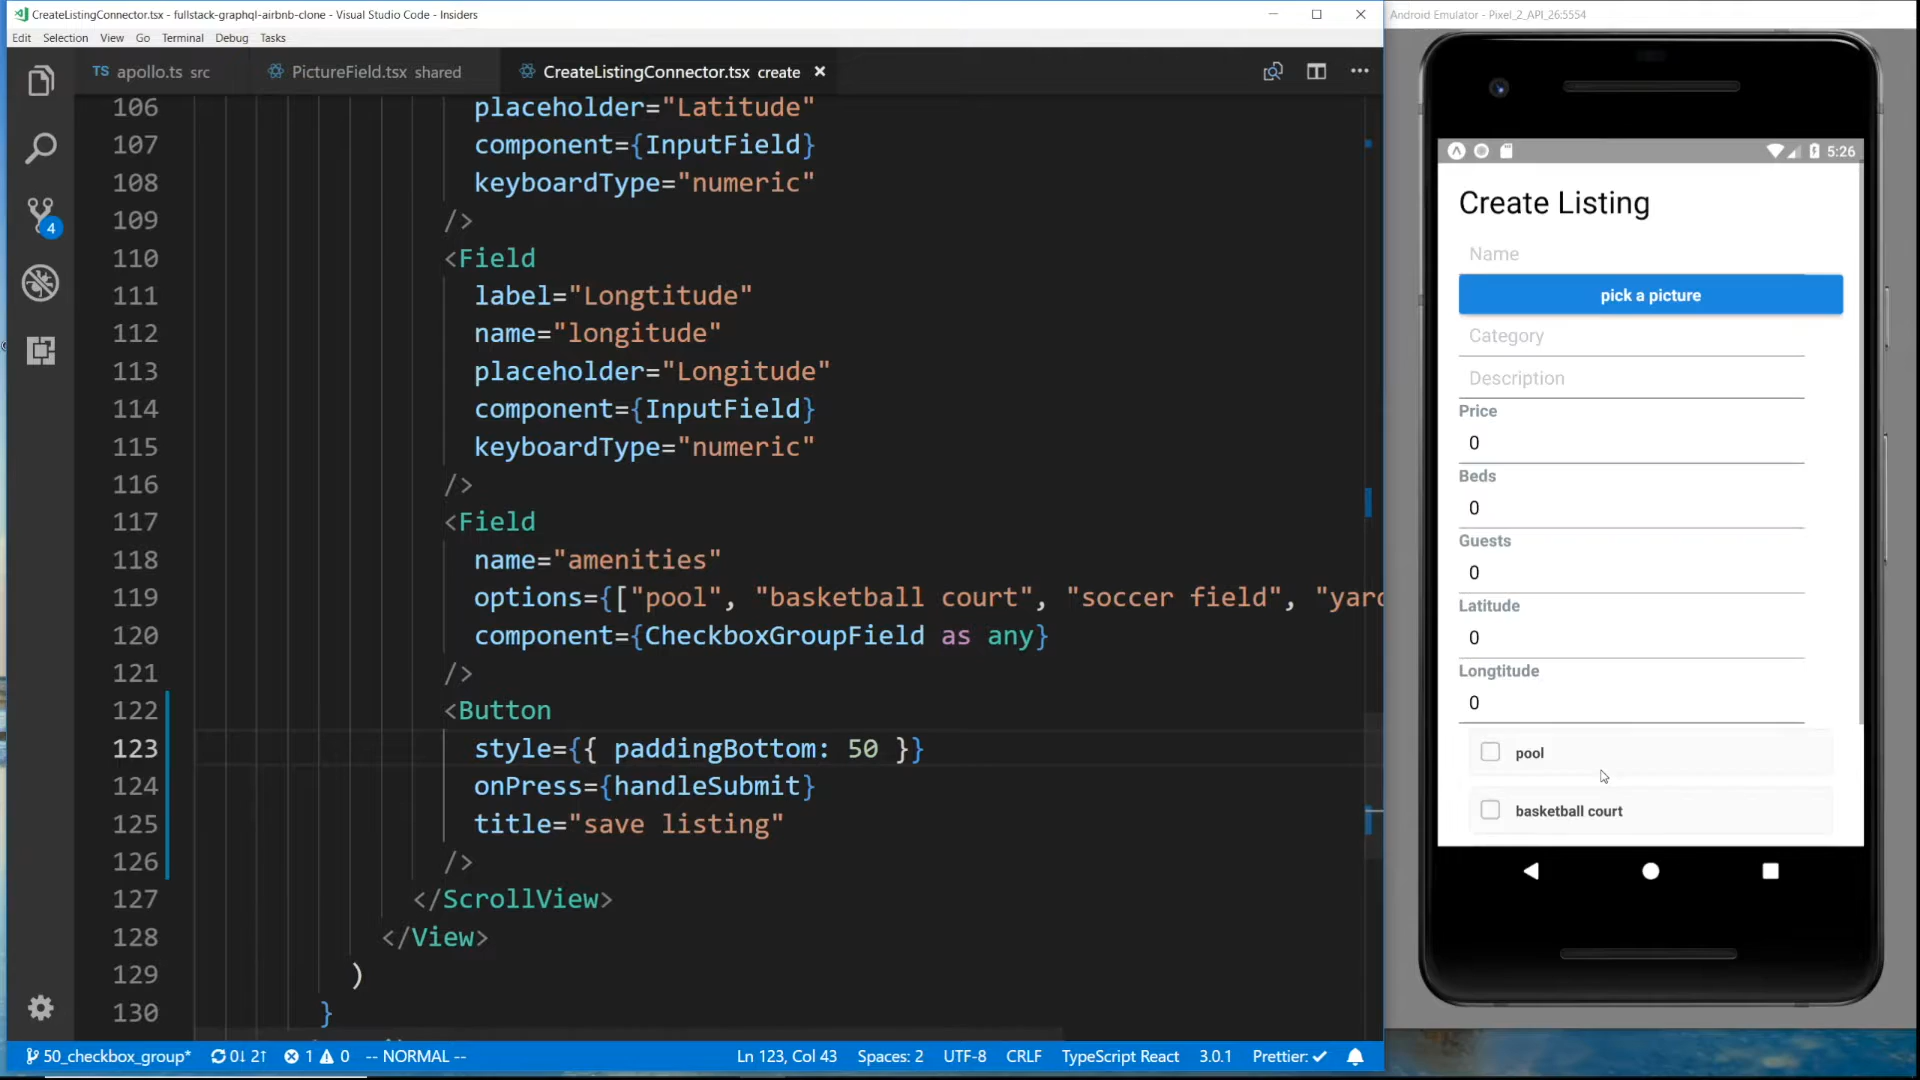 CreateListingConnector.tsx - fullstack-graphql-airbnb-clone - Visual Studio Code - Insiders
Edit Selection View Go Terminal Debug Tasks
TS apollo.ts src
PictureField.tsx shared
CreateListingConnector.tsx create
106 placeholder="Latitude"
107 component={InputField}
108 keyboardType="numeric"
109 />
110 <Field
111 label="Longtitude"
112 name="longitude"
113 placeholder="Longitude"
114 component={InputField}
115 keyboardType="numeric"
116 />
117 <Field
118 name="amenities"
119 options={["pool", "basketball court", "soccer field", "yard
120 component={CheckboxGroupField as any}
121 />
122 <Button
123 style={{ paddingBottom: 50 }}
124 onPress={handleSubmit}
125 title="save listing"
126 />
127 </ScrollView>
128 </View>
129 )
130 }
4
50_checkbox_group* 0↓ 2↑ 1 0 -- NORMAL -- Ln 123, Col 43 Spaces: 2 UTF-8 CRLF TypeScript React 3.0.1 Prettier: ✓
Android Emulator - Pixel_2_API_26:5554
5:26
Create Listing
Name
pick a picture
Category
Description
Price
0
Beds
0
Guests
0
Latitude
0
Longtitude
0
pool
basketball court